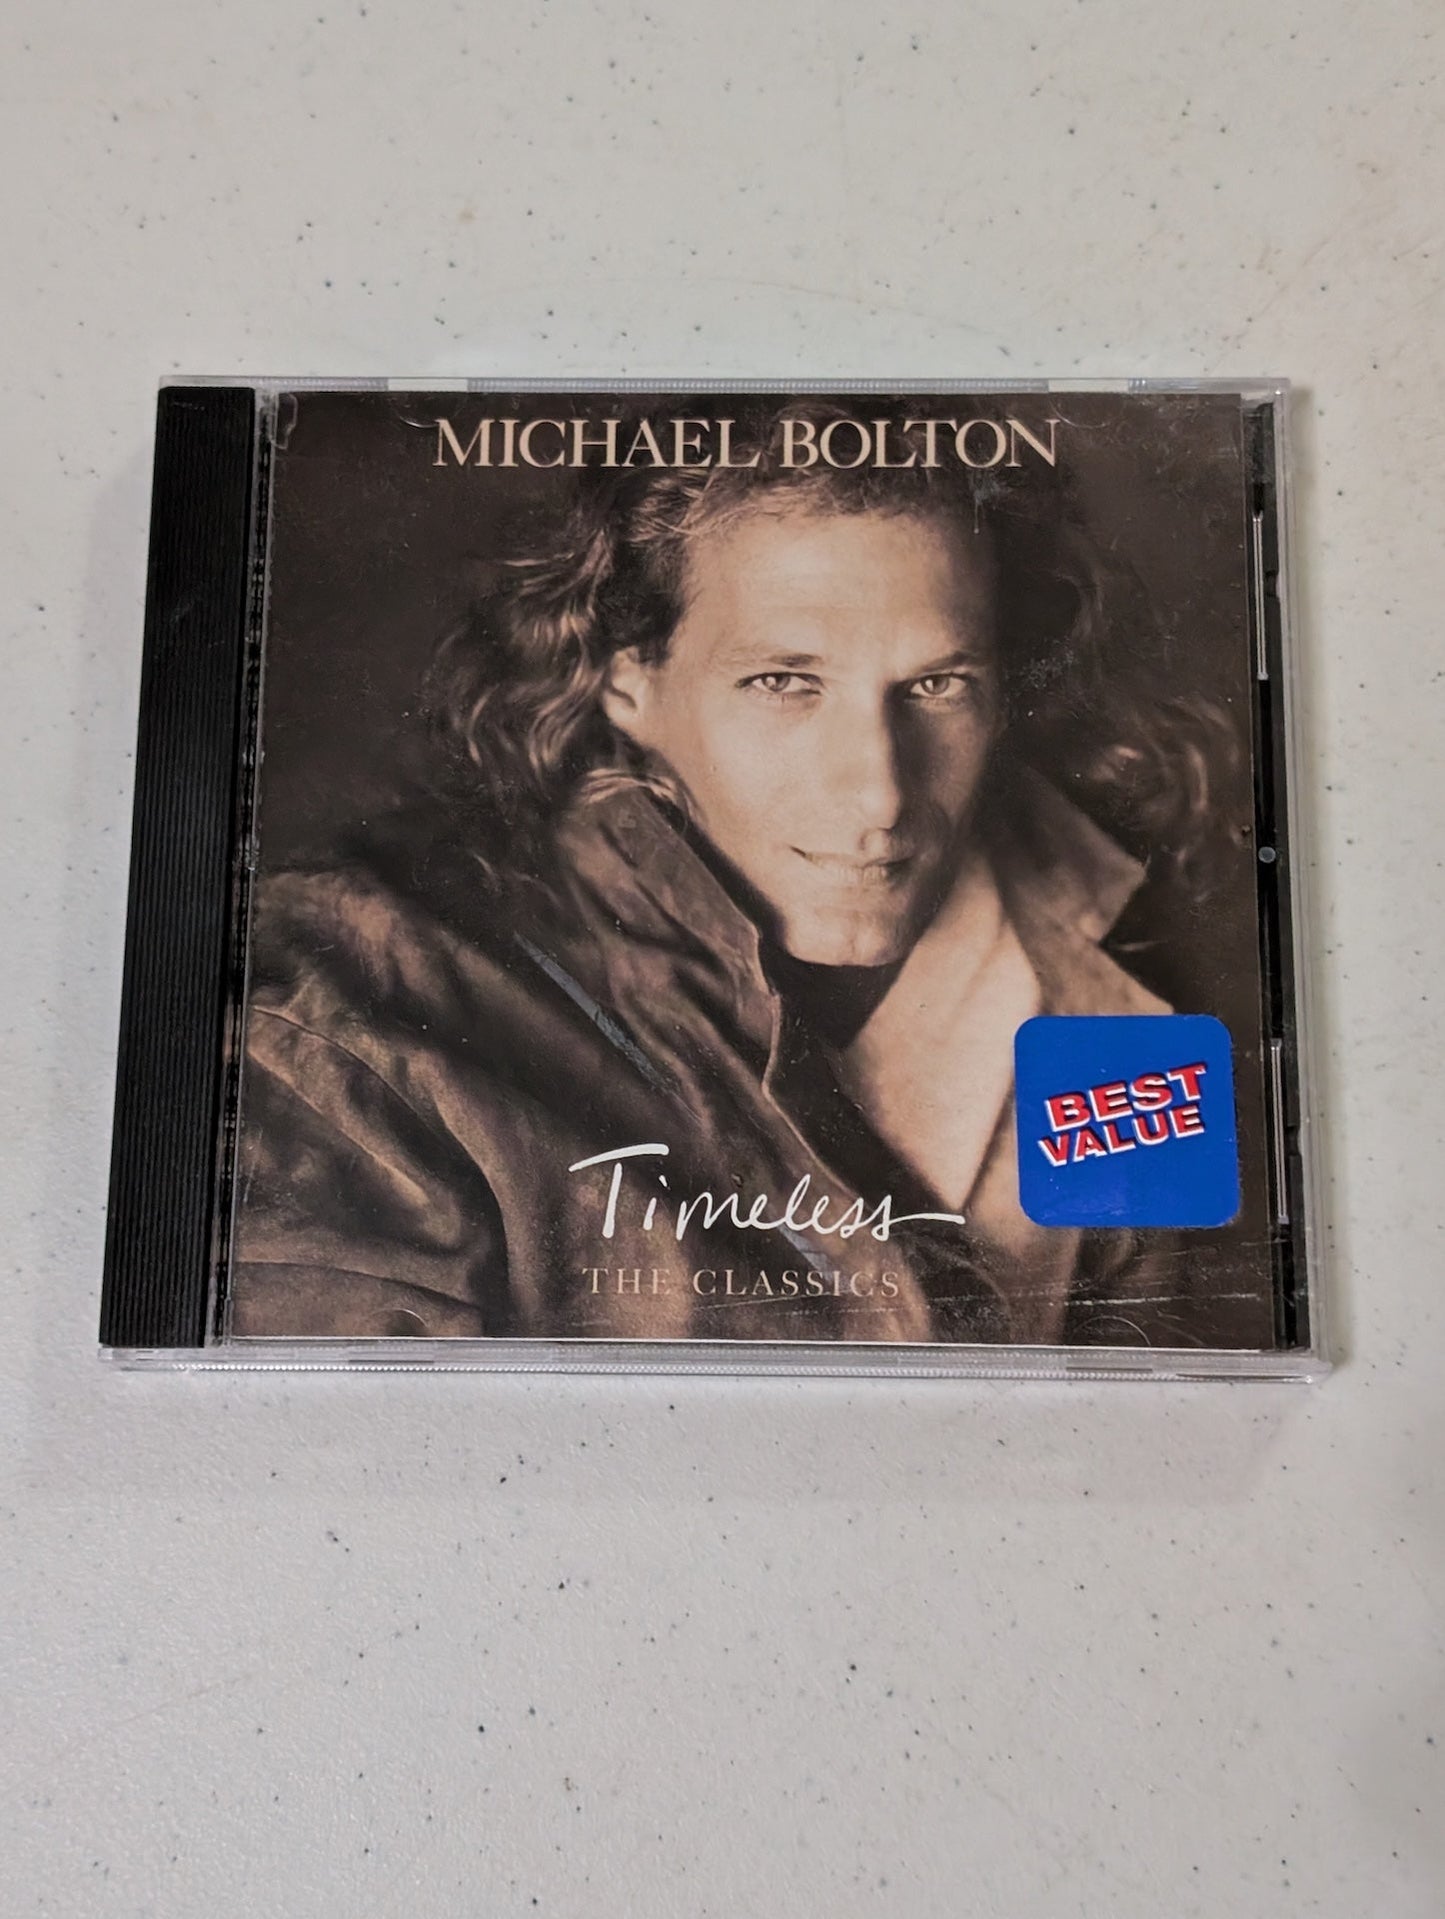 MICHAEL BOLTON
BEST
VALUE
Timeless
THE CLASSICS